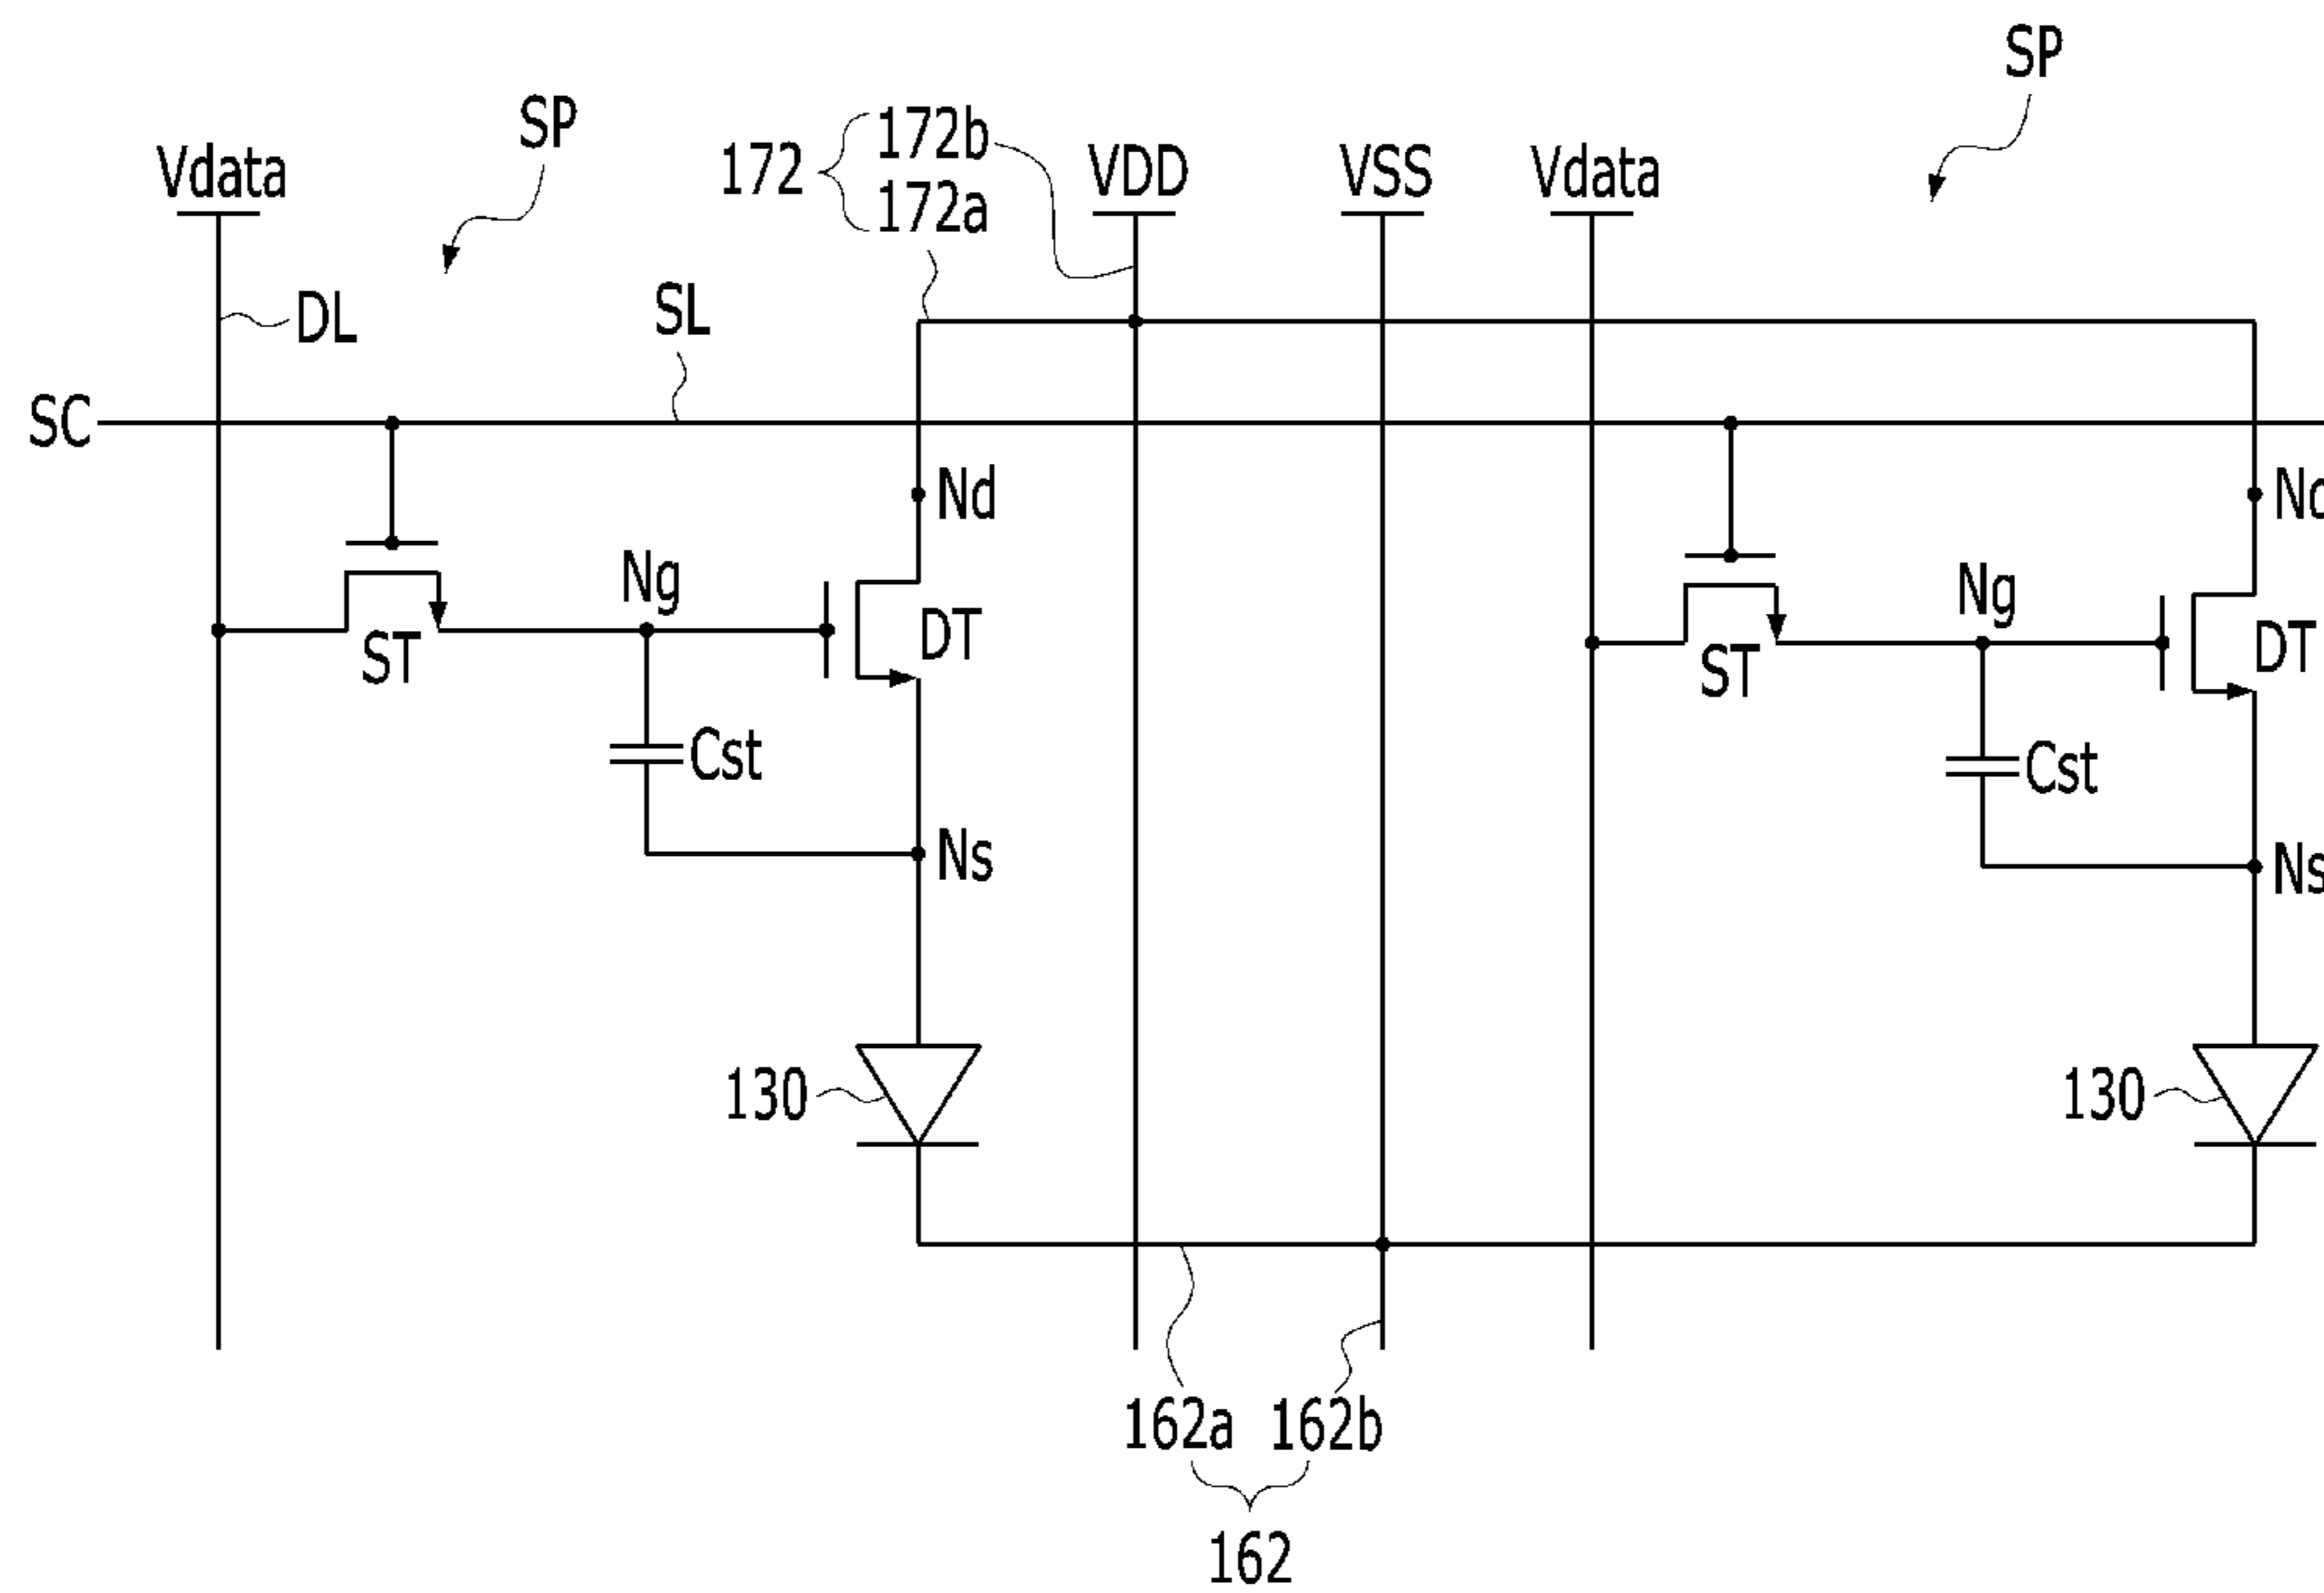 SP
SP
172b
172
172a
Vdata
VDD
VSS
Vdata
DL
SL
SC
Nd
Ng
DT
ST
Ng
DT
ST
Cst
Cst
Ns
Ns
130
130
162a 162b
162